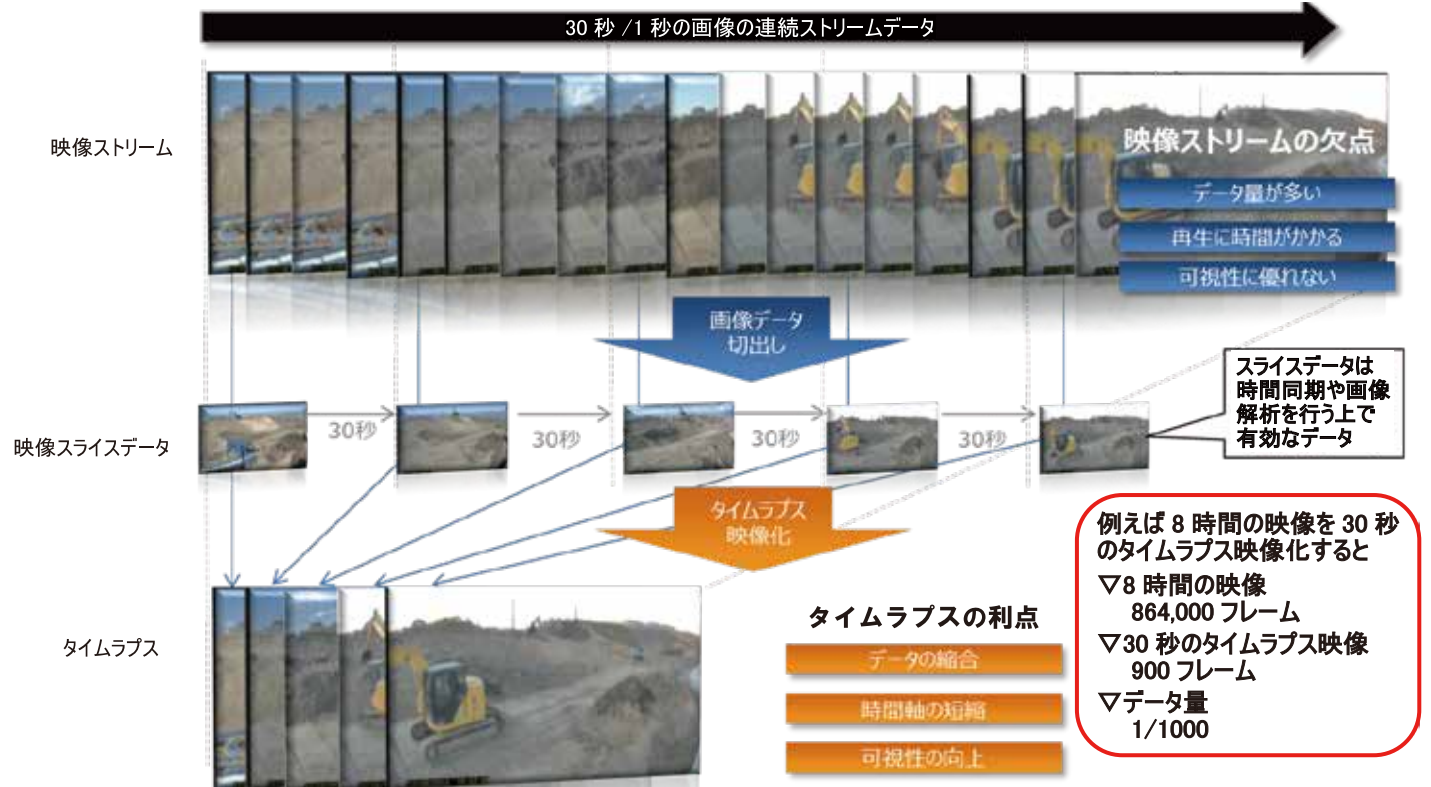 30 秒 /1 秒の画像の連続ストリームデータ
映像ストリーム
映像ストリームの欠点
データ量が多い
再生に時間がかかる
可視性に優れない
画像データ
切出し
スライスデータは
時間同期や画像
解析を行う上で
有効なデータ
映像スライスデータ
30秒
30秒
30秒
30秒
タイムラプス
映像化
例えば 8 時間の映像を 30 秒
のタイムラプス映像化すると
▽8 時間の映像
864,000 フレーム
▽30 秒のタイムラプス映像
900 フレーム
▽データ量
1/1000
タイムラプス
タイムラプスの利点
データの縮合
時間軸の短縮
可視性の向上